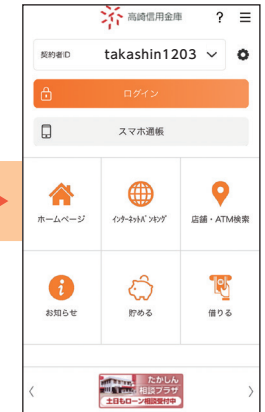 高崎信用金庫 ?
契約者ID takashin1203
ログイン
スマホ通帳
ホームページ インターネットバンキング 店舗・ATM検索
お知らせ 貯める 借りる
たかしん
相談プラザ
土日もローン相談受付中